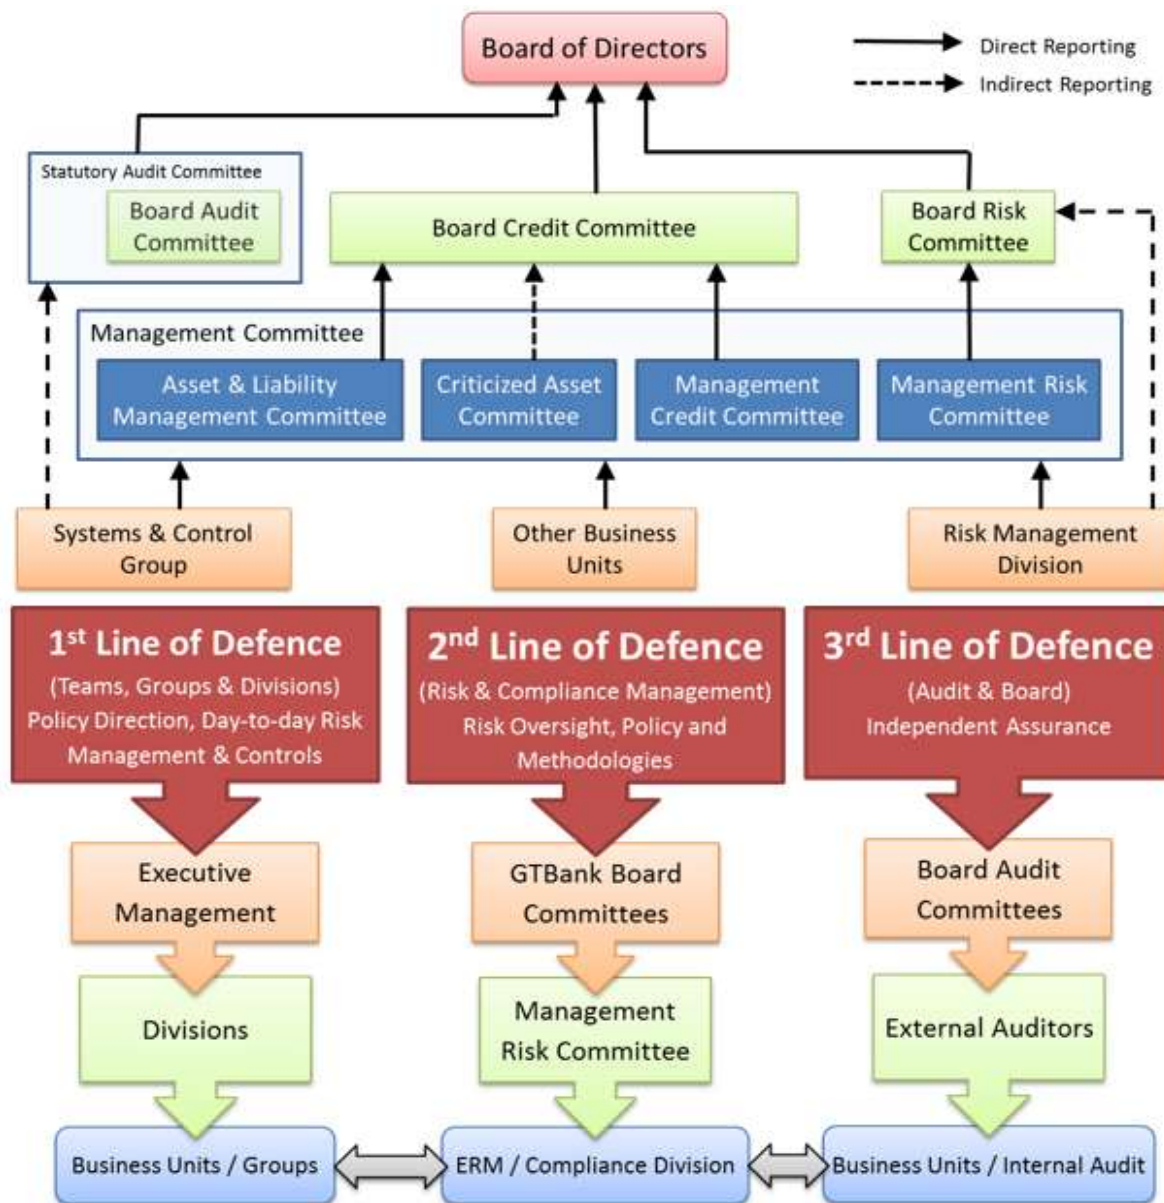 Board of Directors
Direct Reporting
Indirect Reporting
Statutory Audit Committee
Board Audit
Committee
Board Credit Committee
Board Risk
Committee
Management Committee
Asset & Liability
Management Committee
Criticized Asset
Committee
Management
Credit Committee
Management Risk
Committee
Systems & Control
Group
Other Business
Units
Risk Management
Division
1st Line of Defence
(Teams, Groups & Divisions)
Policy Direction, Day-to-day Risk
Management & Controls
2nd Line of Defence
(Risk & Compliance Management)
Risk Oversight, Policy and
Methodologies
3rd Line of Defence
(Audit & Board)
Independent Assurance
Executive
Management
GTBank Board
Committees
Board Audit
Committees
Divisions
Management
Risk Committee
External Auditors
Business Units / Groups
ERM / Compliance Division
Business Units / Internal Audit